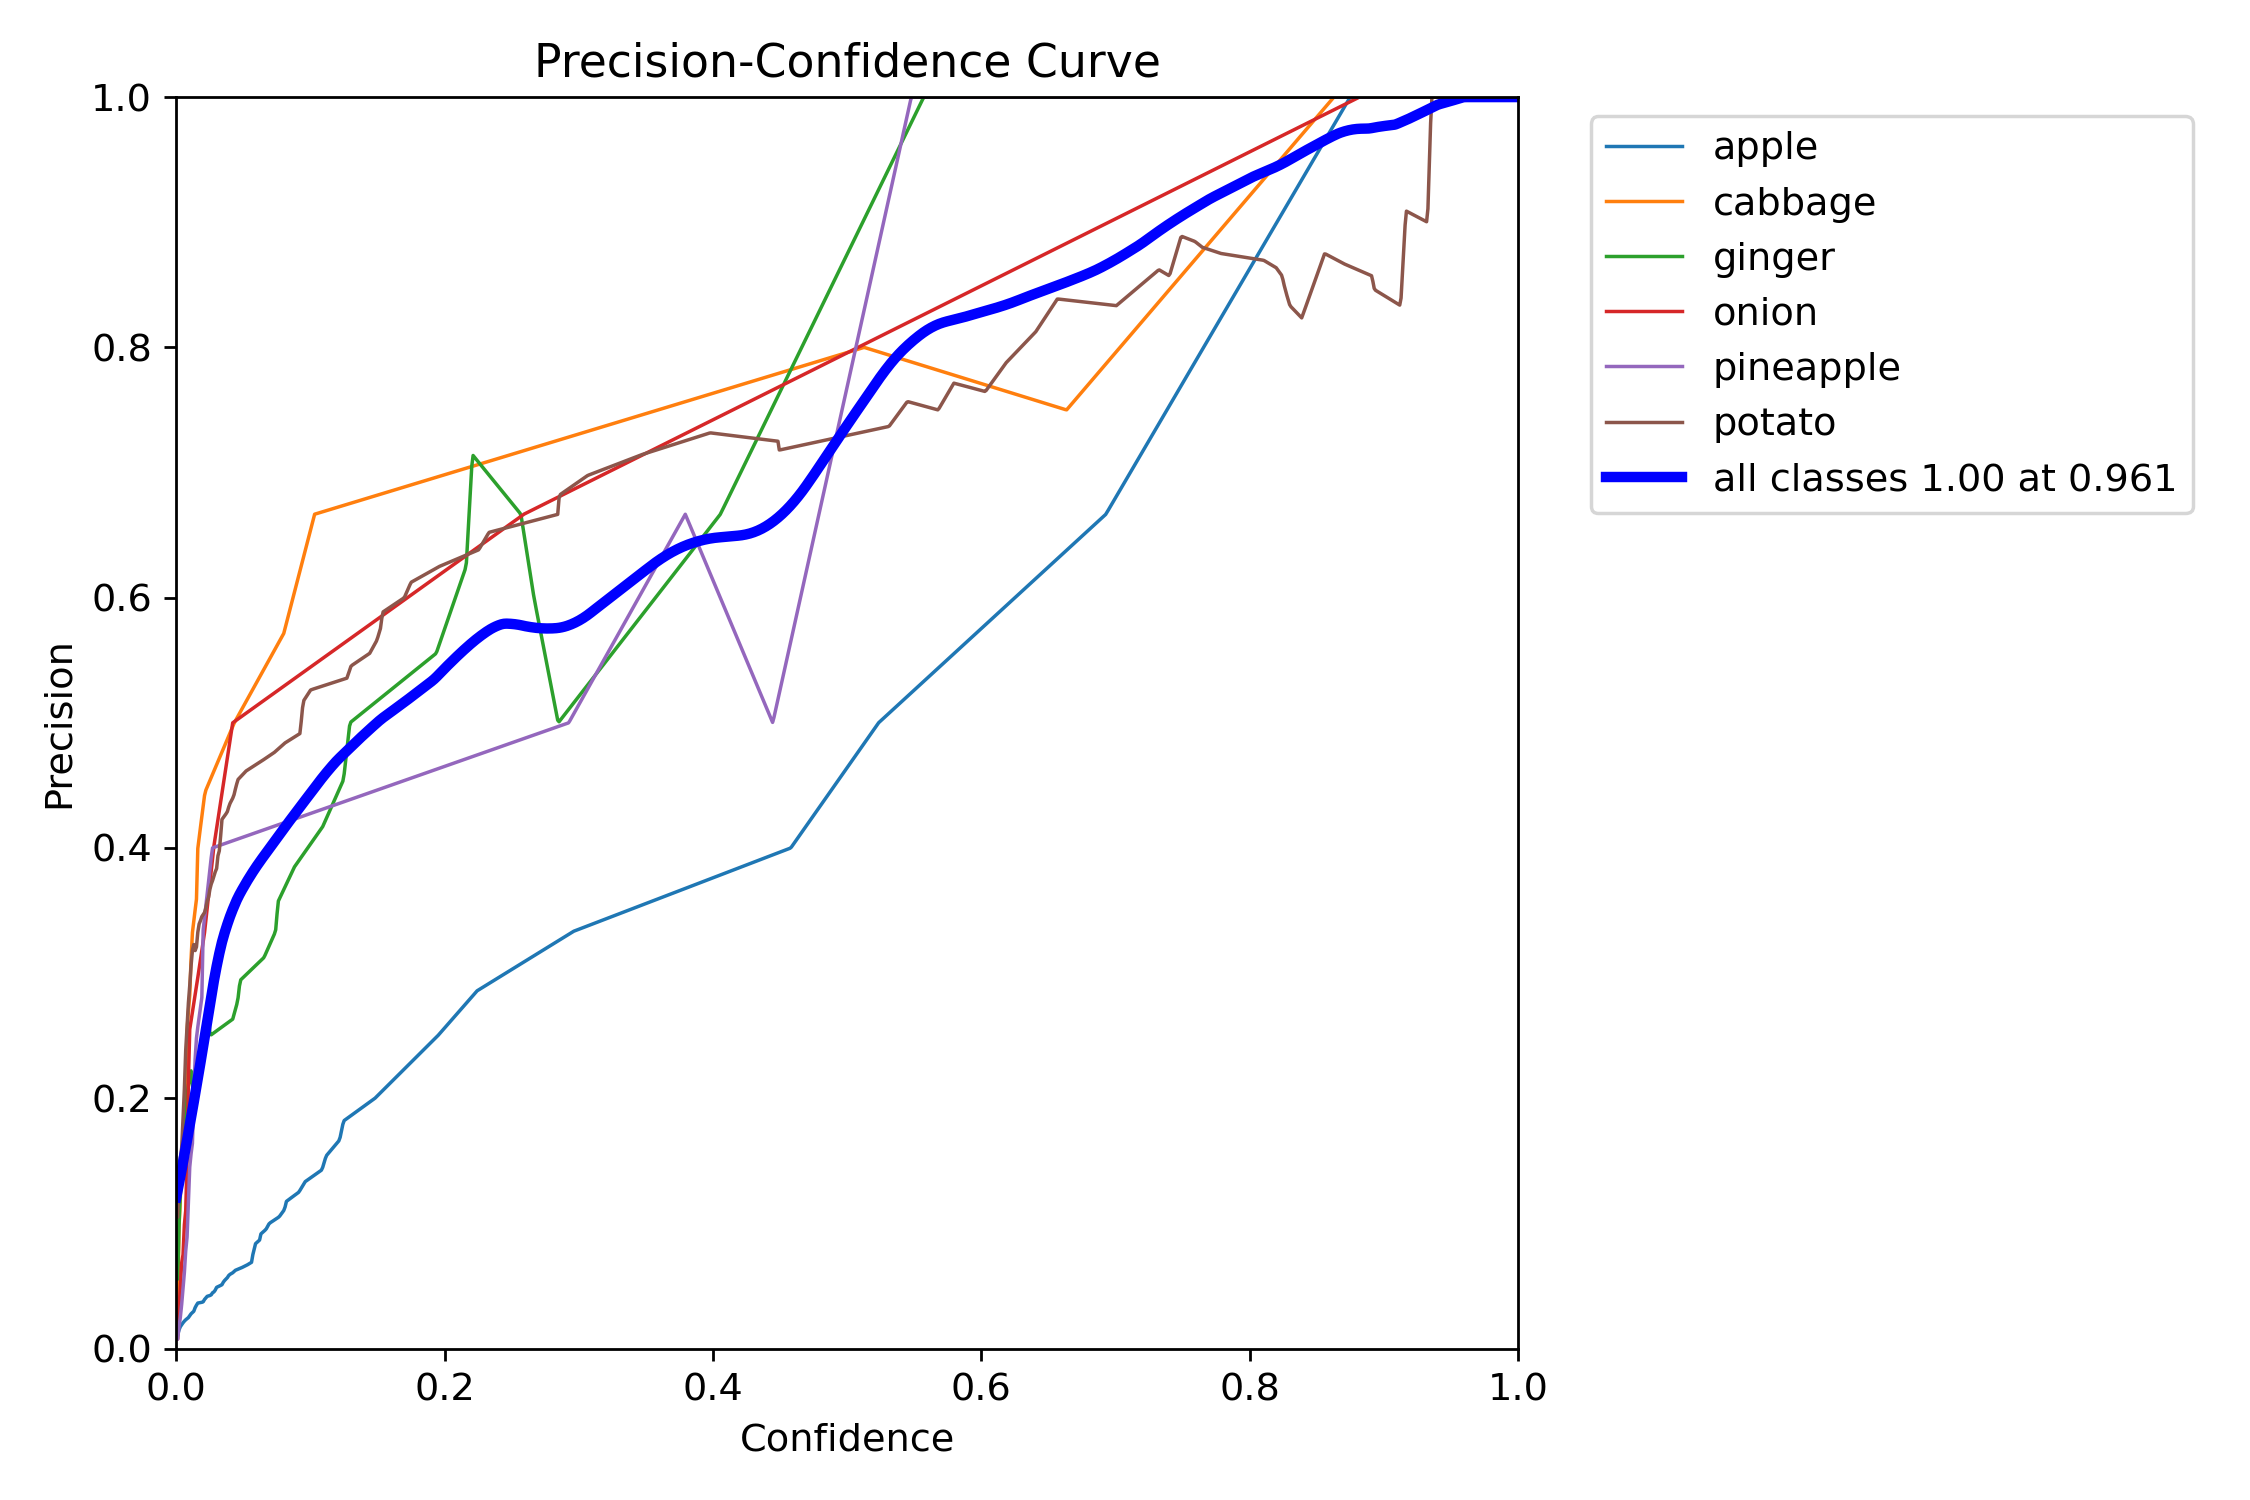 Precision-Confidence Curve
1.0
0.8
0.6
0.4
0.2
0.0
Precision
0.0 0.2 0.4 0.6 0.8 1.0
Confidence
apple
cabbage
ginger
onion
pineapple
potato
all classes 1.00 at 0.961